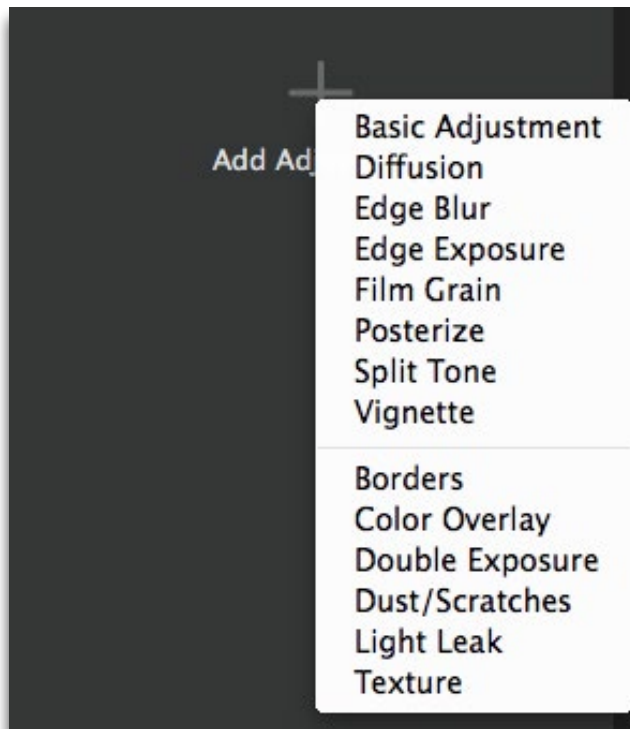 Add Adj
Basic Adjustment
Diffusion
Edge Blur
Edge Exposure
Film Grain
Posterize
Split Tone
Vignette
Borders
Color Overlay
Double Exposure
Dust/Scratches
Light Leak
Texture